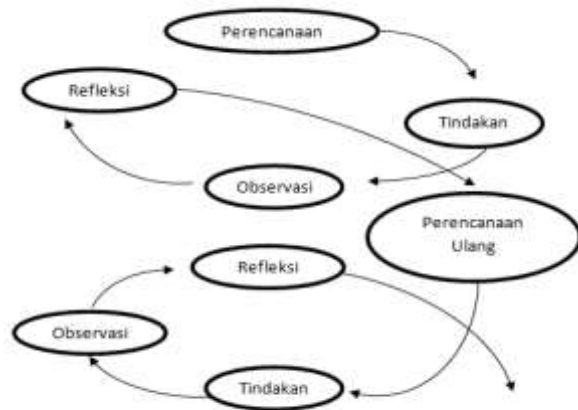 Perencanaan
Refleksi
Tindakan
Observasi
Perencanaan
Ulang
Refleksi
Observasi
Tindakan